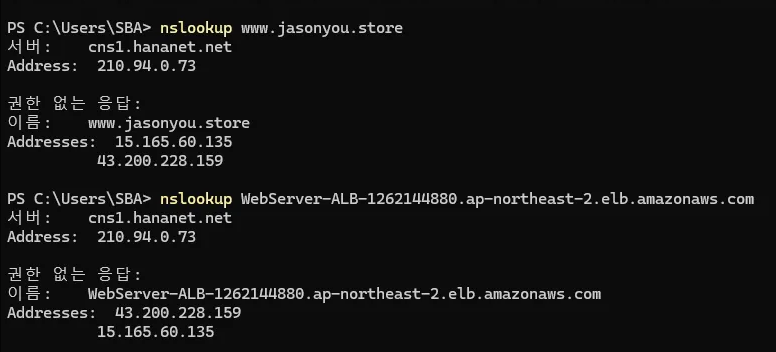 PS C:\Users\SBA> nslookup www.jasonyou.store
서버:    cns1.hananet.net
Address:  210.94.0.73
권한 없는 응답:
이름:    www.jasonyou.store
Addresses:  15.165.60.135
          43.200.228.159
PS C:\Users\SBA> nslookup WebServer-ALB-1262144880.ap-northeast-2.elb.amazonaws.com
서버:    cns1.hananet.net
Address:  210.94.0.73
권한 없는 응답:
이름:    WebServer-ALB-1262144880.ap-northeast-2.elb.amazonaws.com
Addresses:  43.200.228.159
          15.165.60.135